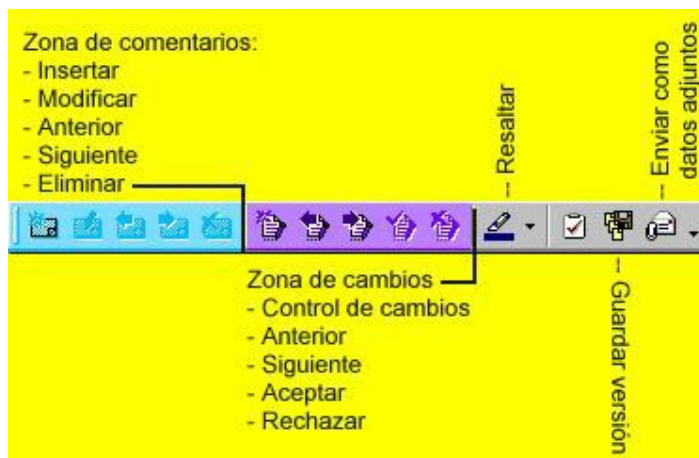 Zona de comentarios:
- Insertar
- Modificar
- Anterior
- Siguiente
- Eliminar
-- Resaltar
-- Enviar como
datos adjuntos
Zona de cambios
- Control de cambios
- Anterior
- Siguiente
- Aceptar
- Rechazar
-- Guardar versión